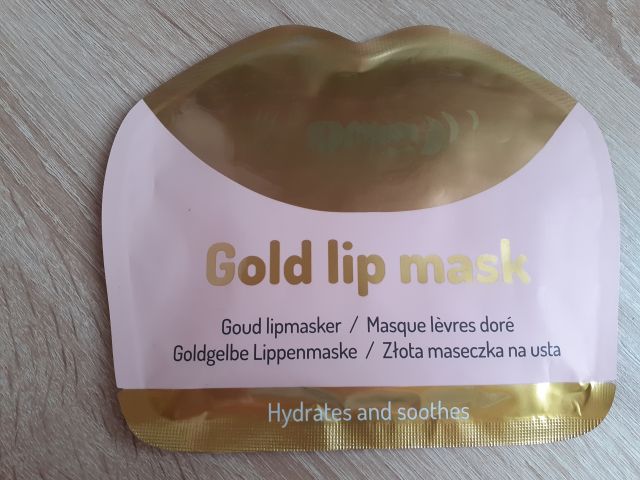 Gold lip mask
Goud lipmasker / Masque lèvres doré
Goldgelbe Lippenmaske / Złota maseczka na usta
Hydrates and soothes